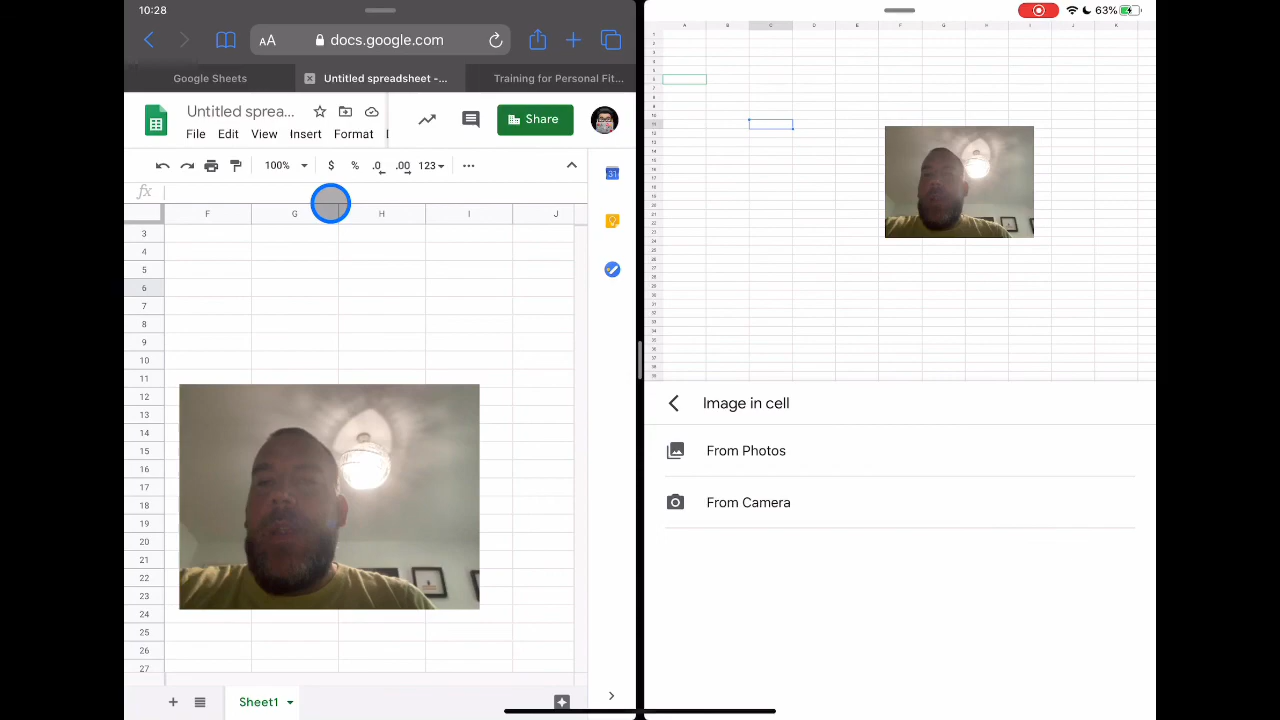 10:28
63%
AA docs.google.com
Google Sheets
Untitled spreadsheet -...
Training for Personal Fit...
Untitled sprea...
File Edit View Insert Format
Share
110% $ % .0 .00 123
31
fx
F G H I J
3
4
5
6
7
8
9
10
11
12
13
14
15
16
17
18
19
20
21
22
23
24
25
26
27
Sheet1
A B C D E F G H I J K
Image in cell
From Photos
From Camera